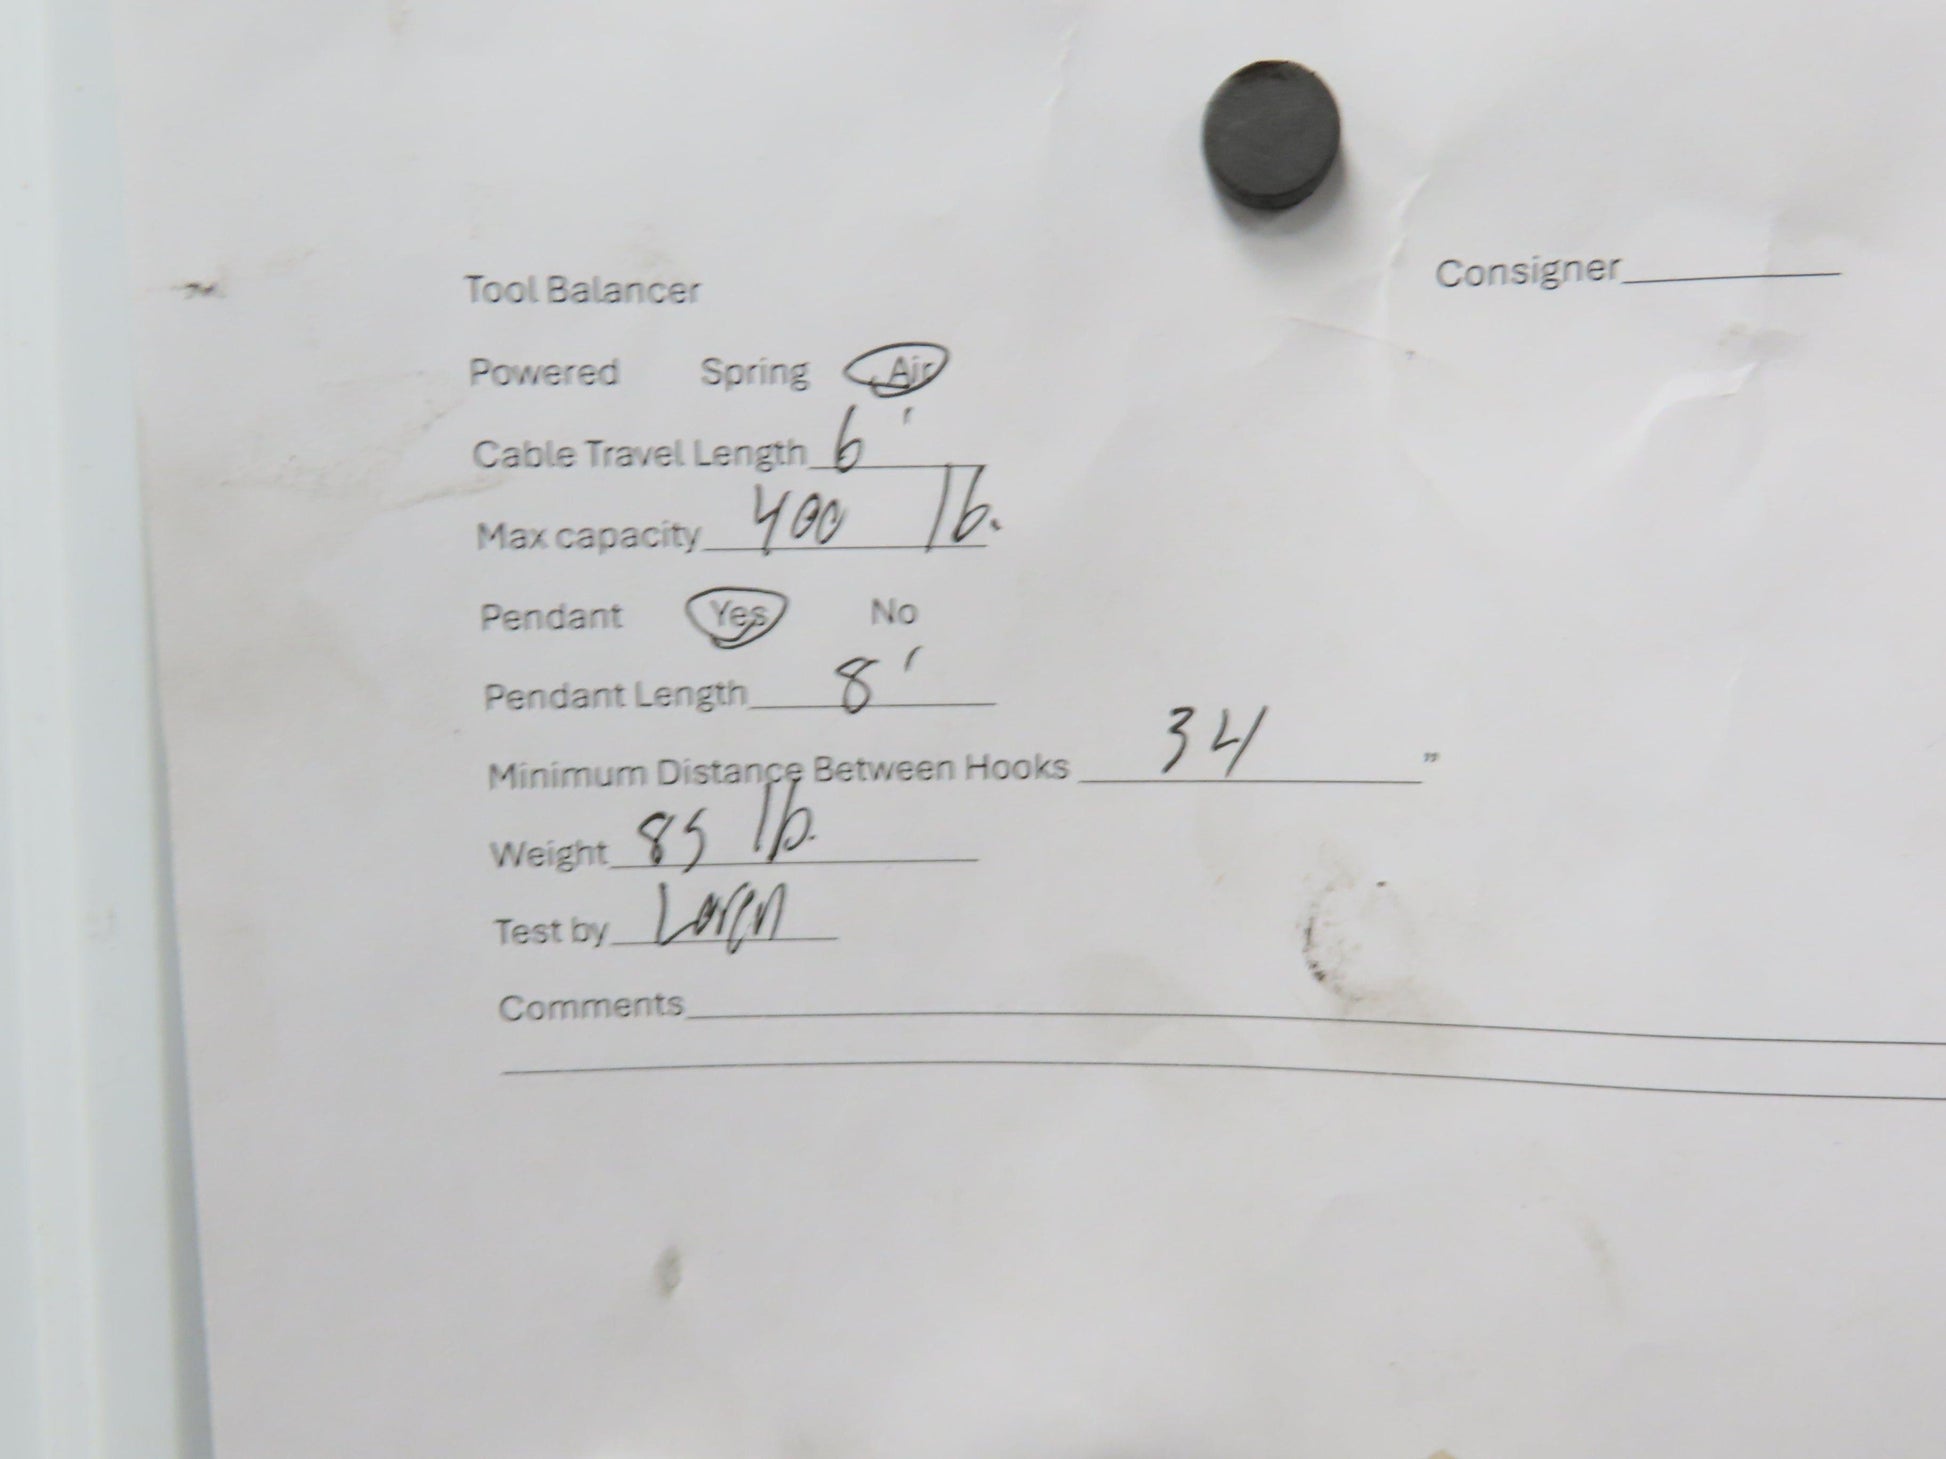 Tool Balancer
Consigner
Powered Spring Air
Cable Travel Length 6'
Max capacity 400 lb.
Pendant Yes No
Pendant Length 8'
Minimum Distance Between Hooks 34 "
Weight 85 lb.
Test by Loren
Comments